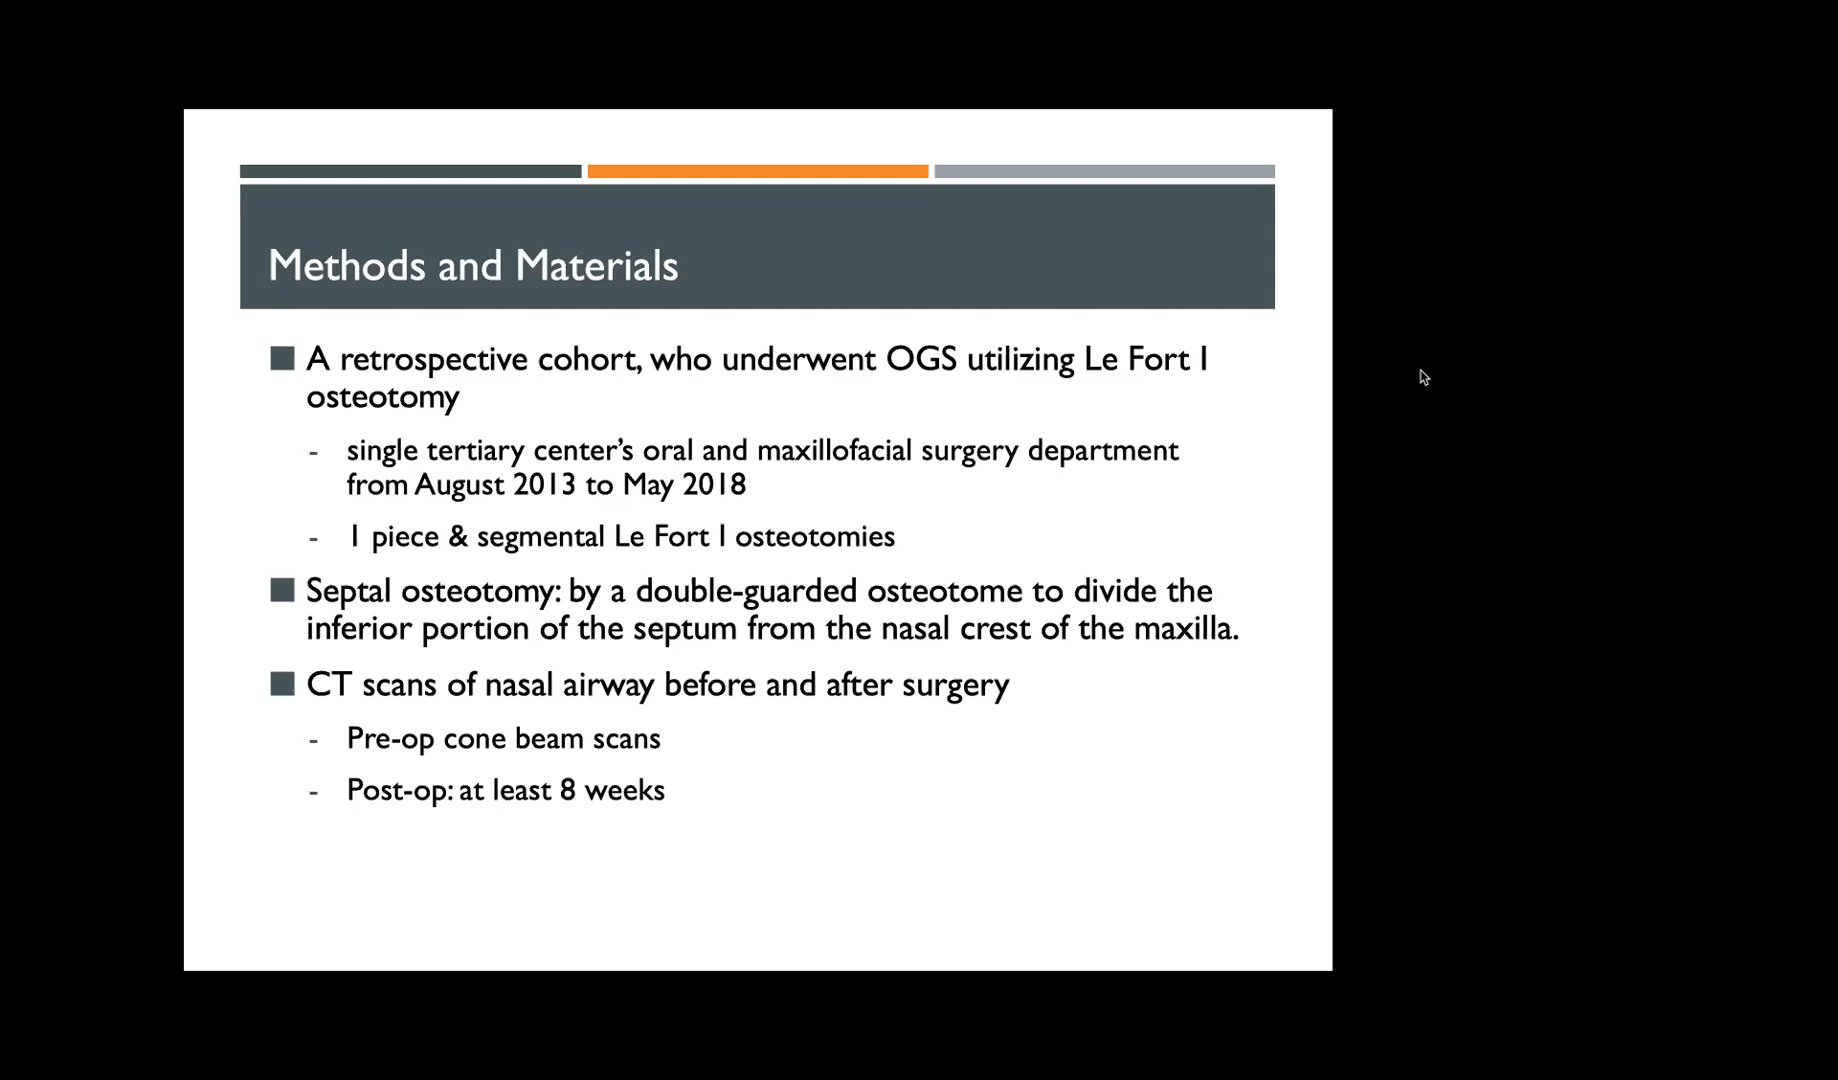 Methods and Materials
A retrospective cohort, who underwent OGS utilizing Le Fort I
osteotomy
- single tertiary center's oral and maxillofacial surgery department
from August 2013 to May 2018
- 1 piece & segmental Le Fort I osteotomies
Septal osteotomy: by a double-guarded osteotome to divide the
inferior portion of the septum from the nasal crest of the maxilla.
CT scans of nasal airway before and after surgery
- Pre-op cone beam scans
- Post-op: at least 8 weeks